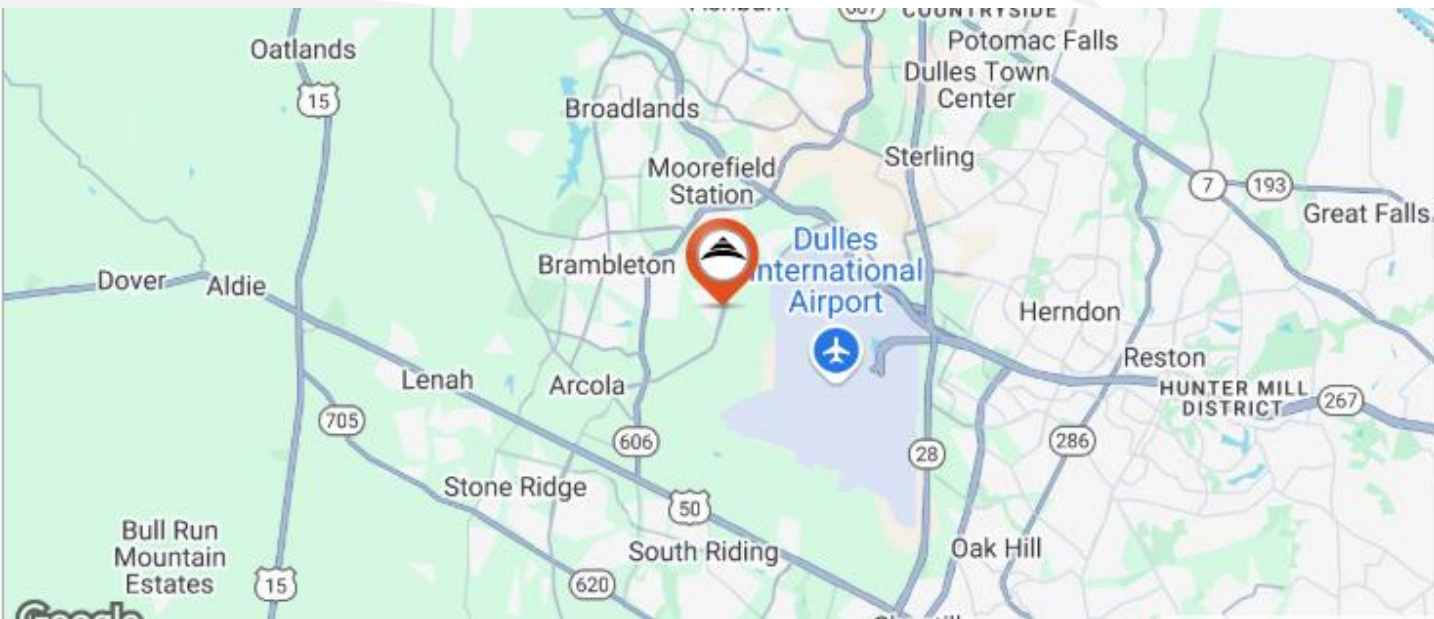 COUNTRYSIDE
Potomac Falls
Oatlands
Dulles Town
Center
15
Broadlands
Moorefield
Station
Sterling
7
193
Great Falls
Dulles
International
Airport
Brambleton
Dover
Aldie
Herndon
Reston
HUNTER MILL
DISTRICT
267
Lenah
Arcola
705
606
28
286
Stone Ridge
50
Bull Run
Mountain
Estates
South Riding
Oak Hill
15
620
Google